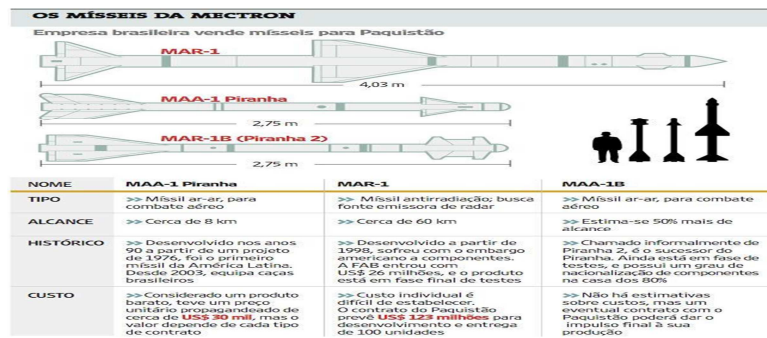 OS MÍSSEIS DA MECTRON
Empresa brasileira vende mísseis para Paquistão
MAR-1
4,03 m
MAA-1 Piranha
2,75 m
MAR-1B (Piranha 2)
2,75 m
NOME
MAA-1 Piranha
MAR-1
MAA-1B
TIPO
>> Míssil ar-ar, para
combate aéreo
>> Míssil antirradiação; busca
fonte emissora de radar
>> Míssil ar-ar, para combate
aéreo
ALCANCE
>> Cerca de 8 km
>> Cerca de 60 km
>> Estima-se 50% mais de
alcance
HISTÓRICO
>> Desenvolvido nos anos
90 a partir de um projeto
de 1976, foi o primeiro
míssil da América Latina.
Desde 2003, equipa caças
brasileiros
>> Desenvolvido a partir de
1998, sofreu com o embargo
americano a componentes.
A FAB entrou com
US$ 26 milhões, e o produto
está em fase final de testes
>> Chamado informalmente de
Piranha 2, é o sucessor do
Piranha. Ainda está em fase de
testes, e possui um grau de
nacionalização de componentes
na casa dos 80%
CUSTO
>> Considerado um produto
barato, teve um preço
unitário propagandeado de
cerca de US$ 30 mil, mas o
valor depende de cada tipo
de contrato
>> Custo individual é
difícil de estabelecer.
O contrato do Paquistão
prevê US$ 123 milhões para
desenvolvimento e entrega
de 100 unidades
>> Não há estimativas
sobre custos, mas um
eventual contrato com o
Paquistão poderá dar o
impulso final à sua
produção